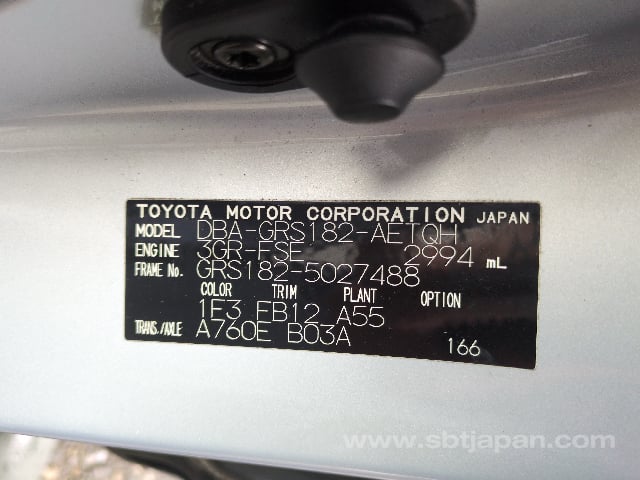 TOYOTA MOTOR CORPORATION JAPAN
MODEL DBA-GRS182-AETQH
ENGINE 3GR-FSE 2994 mL
FRAME No. GRS182-5027488
COLOR TRIM PLANT OPTION
1E3 FB12 A55
TRANS./AXLE A760E B03A
166
www.sbtjapan.com